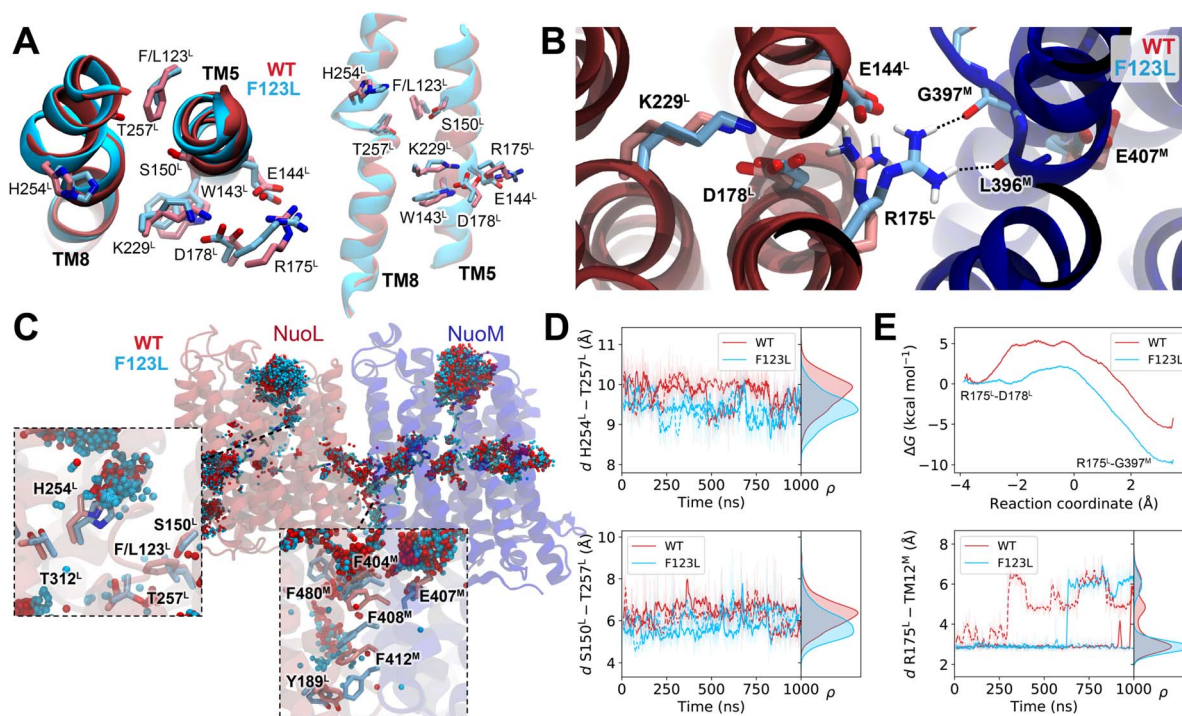 A
F/L123ᴸ
WT
F123L
TM5
T257ᴸ
S150ᴸ
W143ᴸ
E144ᴸ
H254ᴸ
K229ᴸ
D178ᴸ
R175ᴸ
TM8
H254ᴸ
F/L123ᴸ
S150ᴸ
T257ᴸ
K229ᴸ
R175ᴸ
W143ᴸ
E144ᴸ
D178ᴸ
TM8
TM5
B
WT
F123L
E144ᴸ
G397ᴹ
K229ᴸ
E407ᴹ
D178ᴸ
L396ᴹ
R175ᴸ
C
WT
F123L
NuoL
NuoM
H254ᴸ
S150ᴸ
F/L123ᴸ
T312ᴸ
T257ᴸ
F404ᴹ
F480ᴹ
E407ᴹ
F408ᴹ
F412ᴹ
Y189ᴸ
D
d H254ᴸ − T257ᴸ (Å)
11
10
9
8
WT
F123L
0 250 500 750 1000 ρ
Time (ns)
d S150ᴸ − T257ᴸ (Å)
10
8
6
4
WT
F123L
0 250 500 750 1000 ρ
Time (ns)
E
ΔG (kcal mol⁻¹)
5
0
−5
−10
WT
F123L
R175ᴸ-D178ᴸ
R175ᴸ-G397ᴹ
−4 −2 0 2
Reaction coordinate (Å)
d R175ᴸ − TM12ᴹ (Å)
8
6
4
2
WT
F123L
0 250 500 750 1000 ρ
Time (ns)